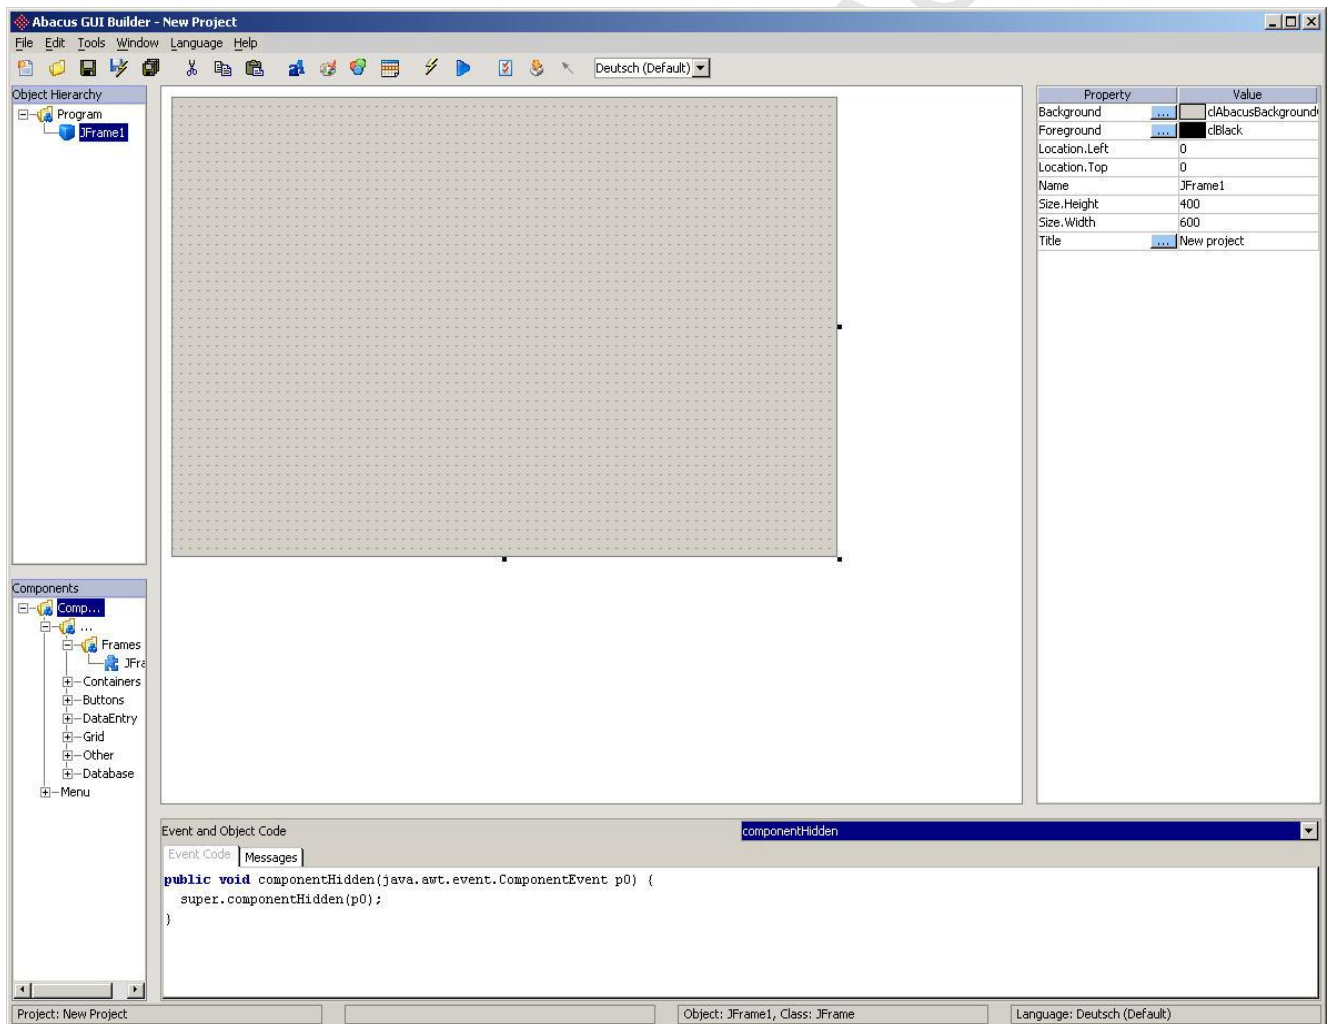 Abacus GUI Builder - New Project
File Edit Tools Window Language Help
Deutsch (Default)
Object Hierarchy
Program
JFrame1
Components
Comp...
...
Frames
JFra
Containers
Buttons
DataEntry
Grid
Other
Database
Menu
Property Value
Background ... clAbacusBackground
Foreground ... clBlack
Location.Left 0
Location.Top 0
Name JFrame1
Size.Height 400
Size.Width 600
Title ... New project
Event and Object Code componentHidden
Event Code Messages
public void componentHidden(java.awt.event.ComponentEvent p0) {
super.componentHidden(p0);
}
Project: New Project Object: JFrame1, Class: JFrame Language: Deutsch (Default)